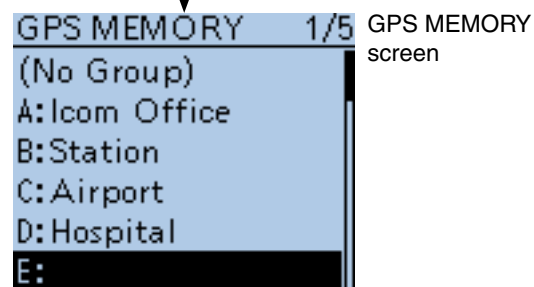 GPS MEMORY 1/5
(No Group)
A:Icom Office
B:Station
C:Airport
D:Hospital
E:
GPS MEMORY
screen